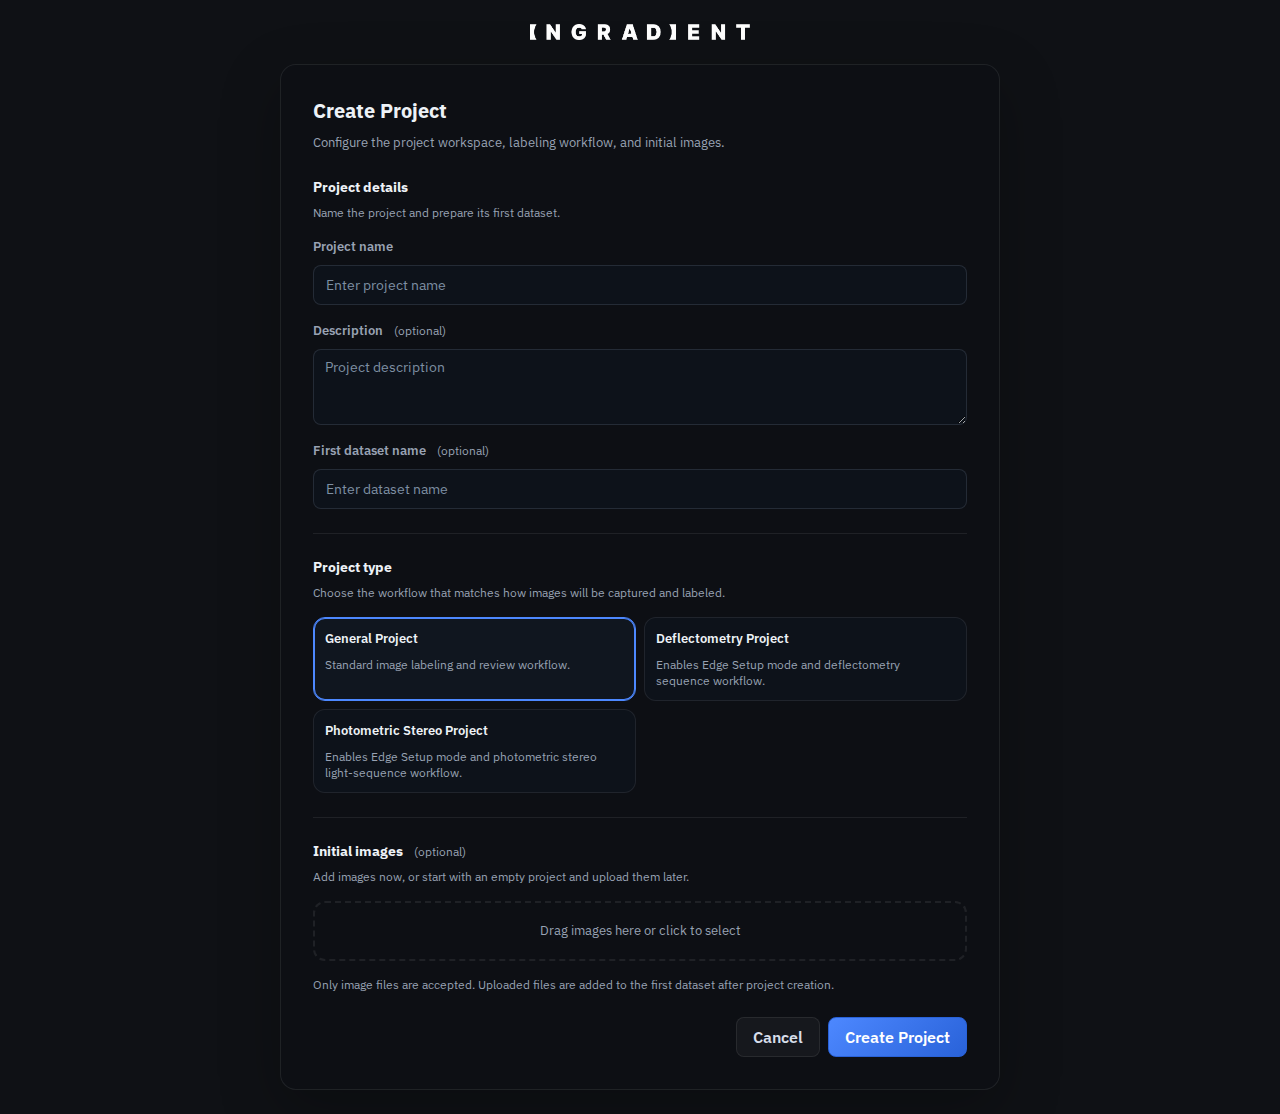 INGRADIENT
Create Project
Configure the project workspace, labeling workflow, and initial images.
Project details
Name the project and prepare its first dataset.
Project name
Enter project name
Description (optional)
Project description
First dataset name (optional)
Enter dataset name
Project type
Choose the workflow that matches how images will be captured and labeled.
General Project
Standard image labeling and review workflow.
Deflectometry Project
Enables Edge Setup mode and deflectometry
sequence workflow.
Photometric Stereo Project
Enables Edge Setup mode and photometric stereo
light-sequence workflow.
Initial images (optional)
Add images now, or start with an empty project and upload them later.
Drag images here or click to select
Only image files are accepted. Uploaded files are added to the first dataset after project creation.
Cancel
Create Project